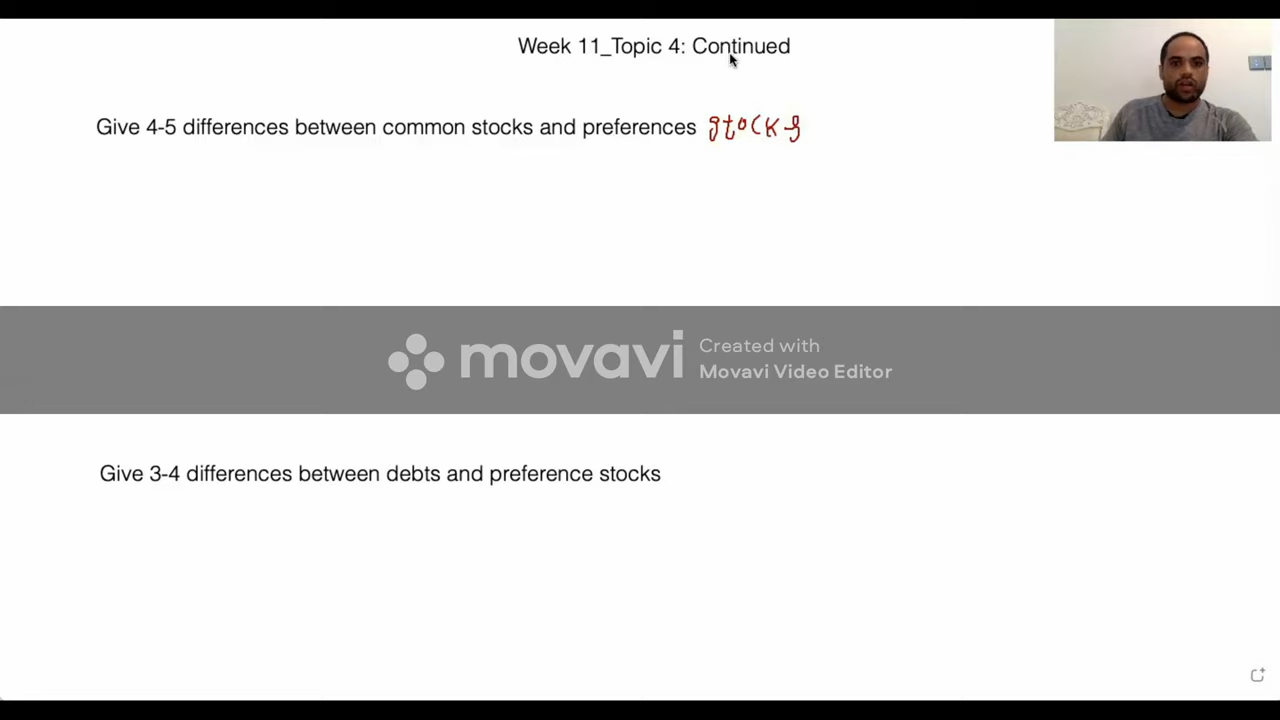 Week 11_Topic 4: Continued
Give 4-5 differences between common stocks and preferences stocks
movavi
Created with
Movavi Video Editor
Give 3-4 differences between debts and preference stocks